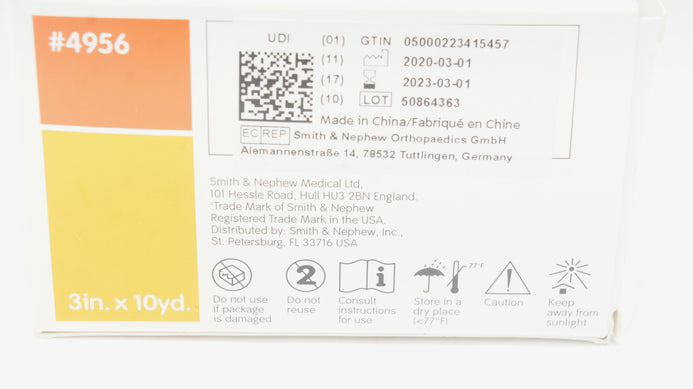 #4956
UDI
(01) GTIN 05000223415457
(11) 2020-03-01
(17) 2023-03-01
(10) LOT 50864363
Made in China/Fabriqué en Chine
EC REP Smith & Nephew Orthopaedics GmbH
Alemannenstraße 14, 78532 Tuttlingen, Germany
Smith & Nephew Medical Ltd,
101 Hessle Road, Hull HU3 2BN England.
*Trade Mark of Smith & Nephew
Registered Trade Mark in the USA.
Distributed by: Smith & Nephew, Inc.,
St. Petersburg, FL 33716 USA
2
i
77°F
Do not use
if package
is damaged
Do not
reuse
Consult
instructions
for use
Store in a
dry place
(<77°F)
Caution
Keep
away from
sunlight
3in. x 10yd.